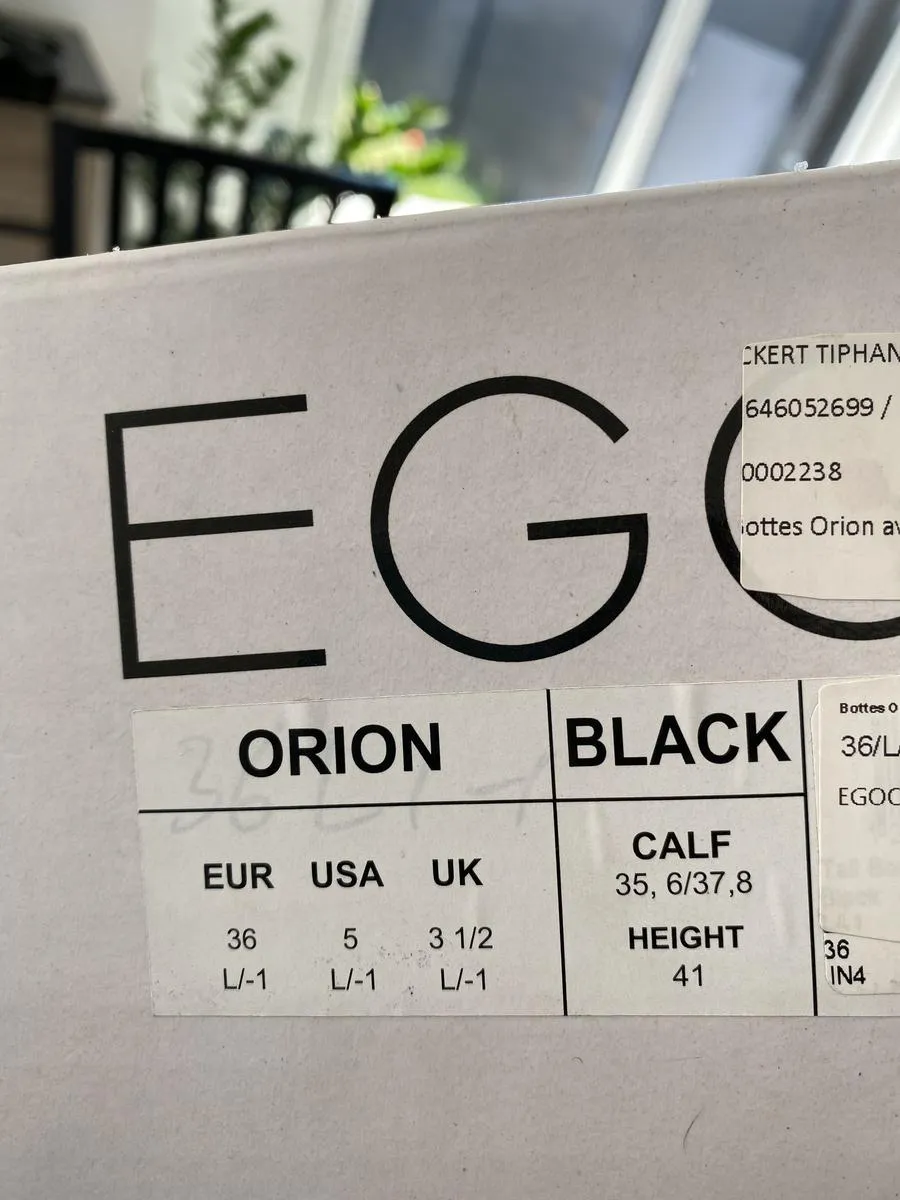 EGO
CKERT TIPHAN
646052699 /
0002238
ottes Orion av
ORION
BLACK
EUR USA UK
36 5 3 1/2
L/-1 L/-1 L/-1
CALF
35, 6/37,8
HEIGHT
41
Bottes O
36/L
EGOC
36
IN4